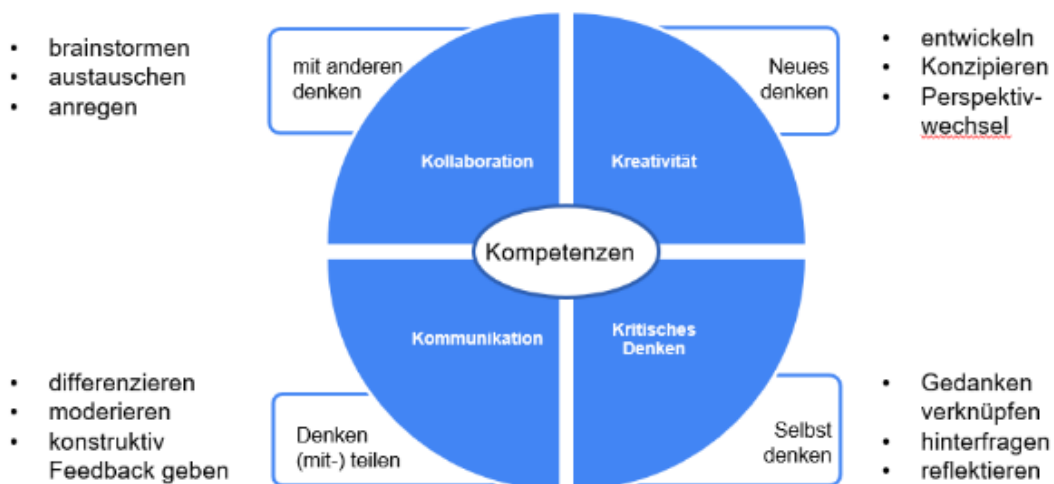 brainstormen
austauschen
anregen
mit anderen
denken
Kollaboration
Neues
denken
Kreativität
entwickeln
Konzipieren
Perspektiv-
wechsel
Kompetenzen
differenzieren
moderieren
konstruktiv
Feedback geben
Denken
(mit-) teilen
Kommunikation
Kritisches
Denken
Selbst
denken
Gedanken
verknüpfen
hinterfragen
reflektieren